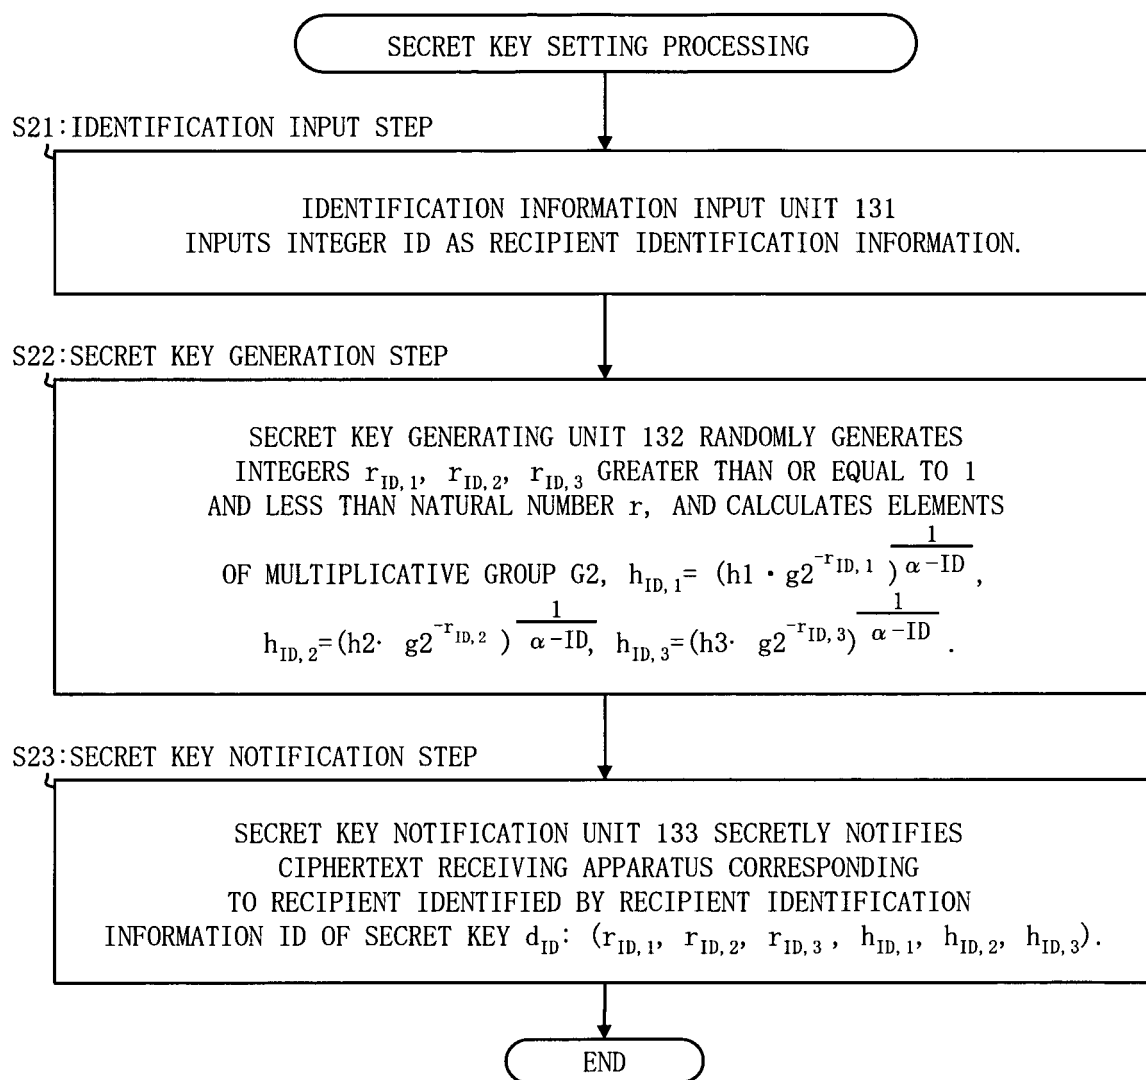 SECRET KEY SETTING PROCESSING
S21:IDENTIFICATION INPUT STEP
IDENTIFICATION INFORMATION INPUT UNIT 131
INPUTS INTEGER ID AS RECIPIENT IDENTIFICATION INFORMATION.
S22:SECRET KEY GENERATION STEP
SECRET KEY GENERATING UNIT 132 RANDOMLY GENERATES
INTEGERS r_{ID,1}, r_{ID,2}, r_{ID,3} GREATER THAN OR EQUAL TO 1
AND LESS THAN NATURAL NUMBER r, AND CALCULATES ELEMENTS
OF MULTIPLICATIVE GROUP G2, h_{ID,1}= (h1・g2^{-r_{ID,1}})^{\frac{1}{α-ID}},
h_{ID,2}=(h2・ g2^{-r_{ID,2}})^{\frac{1}{α-ID}}, h_{ID,3}=(h3・ g2^{-r_{ID,3}})^{\frac{1}{α-ID}}.
S23:SECRET KEY NOTIFICATION STEP
SECRET KEY NOTIFICATION UNIT 133 SECRETLY NOTIFIES
CIPHERTEXT RECEIVING APPARATUS CORRESPONDING
TO RECIPIENT IDENTIFIED BY RECIPIENT IDENTIFICATION
INFORMATION ID OF SECRET KEY d_{ID}: (r_{ID,1}, r_{ID,2}, r_{ID,3}, h_{ID,1}, h_{ID,2}, h_{ID,3}).
END